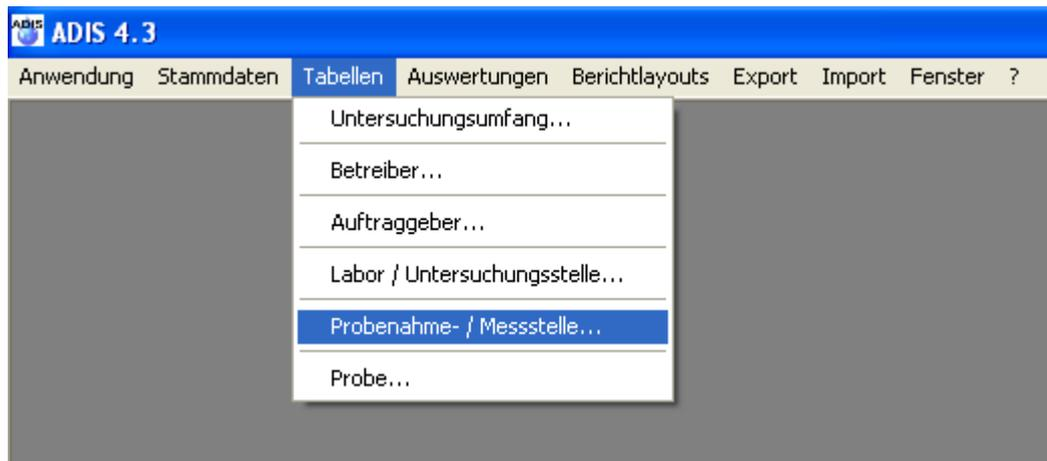 ADIS ADIS 4.3
Anwendung Stammdaten Tabellen Auswertungen Berichtlayouts Export Import Fenster ?
Untersuchungsumfang...
Betreiber...
Auftraggeber...
Labor / Untersuchungsstelle...
Probenahme- / Messstelle...
Probe...